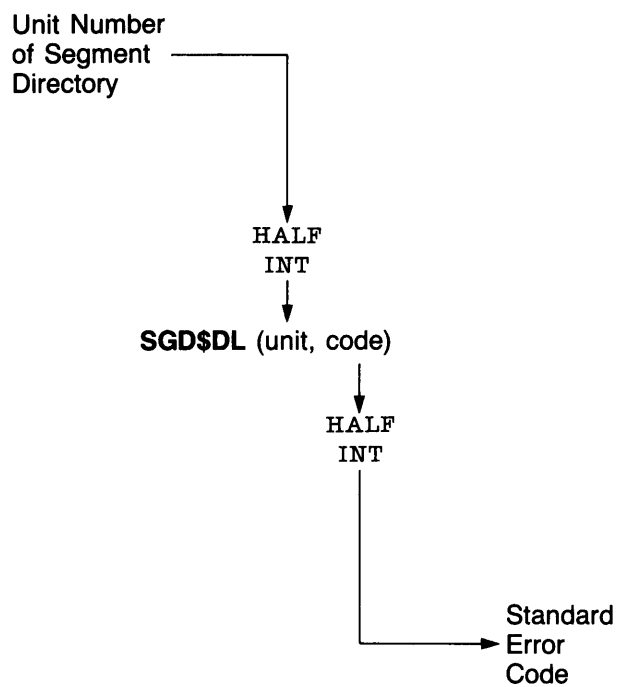 Unit Number
of Segment
Directory
HALF
INT
SGD$DL (unit, code)
HALF
INT
Standard
Error
Code